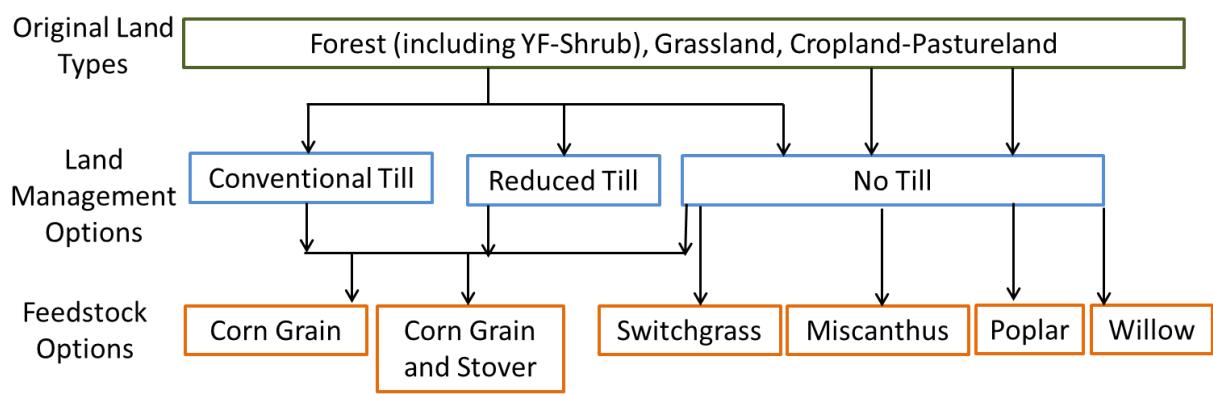 Original Land
Types
Forest (including YF-Shrub), Grassland, Cropland-Pastureland
Land
Management
Options
Conventional Till
Reduced Till
No Till
Feedstock
Options
Corn Grain
Corn Grain
and Stover
Switchgrass
Miscanthus
Poplar
Willow